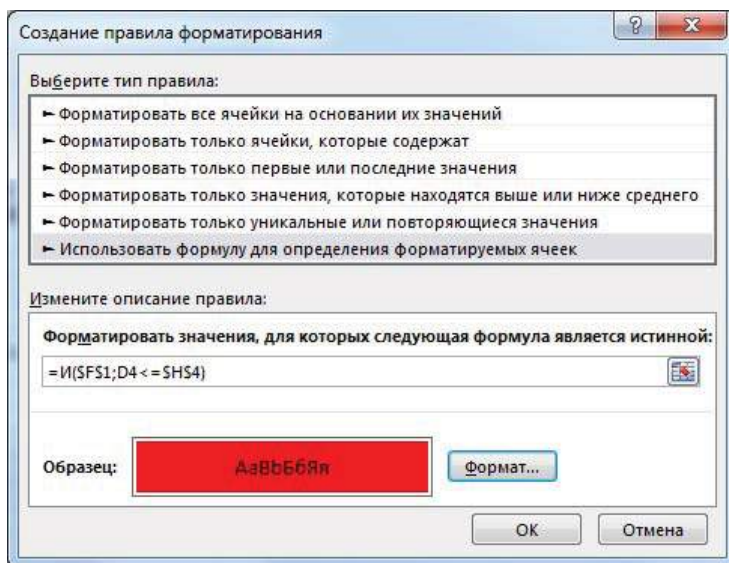 Создание правила форматирования
Выберите тип правила:
► Форматировать все ячейки на основании их значений
► Форматировать только ячейки, которые содержат
► Форматировать только первые или последние значения
► Форматировать только значения, которые находятся выше или ниже среднего
► Форматировать только уникальные или повторяющиеся значения
► Использовать формулу для определения форматируемых ячеек
Измените описание правила:
Форматировать значения, для которых следующая формула является истинной:
=И($F$1;D4<=$H$4)
Образец:
АаВbБбЯя
Формат...
ОК
Отмена